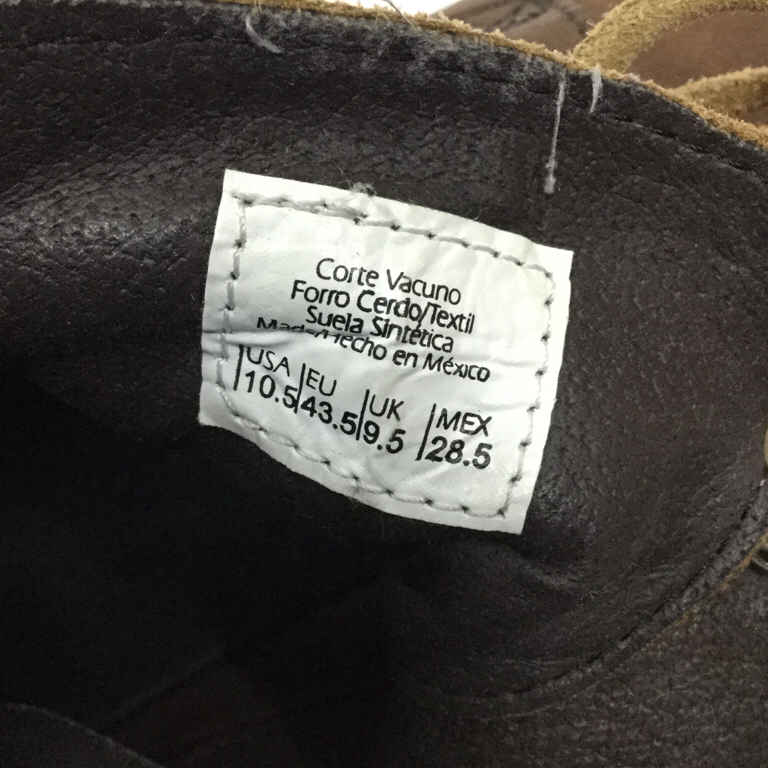 Corte Vacuno
Forro Cerdo/Textil
Suela Sintética
Made/Hecho en México
USA EU UK MEX
10.5 43.5 9.5 28.5